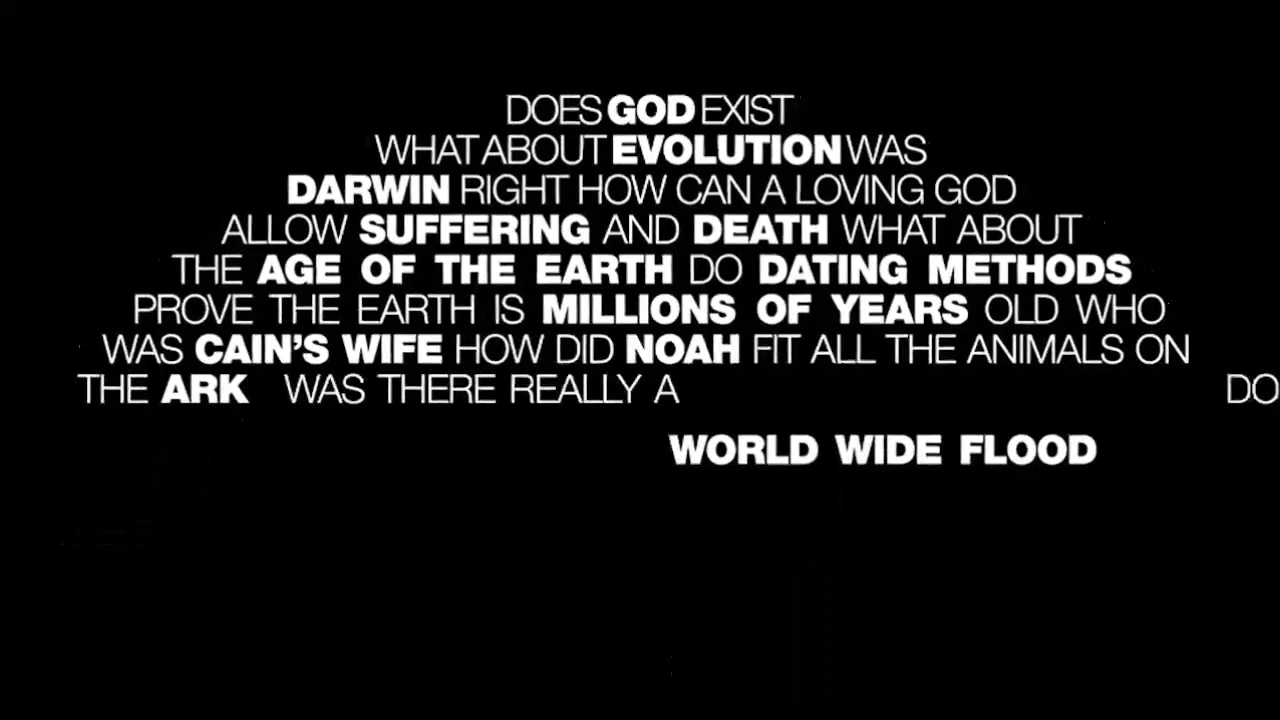 DOES GOD EXIST
WHAT ABOUT EVOLUTION WAS
DARWIN RIGHT HOW CAN A LOVING GOD
ALLOW SUFFERING AND DEATH WHAT ABOUT
THE AGE OF THE EARTH DO DATING METHODS
PROVE THE EARTH IS MILLIONS OF YEARS OLD WHO
WAS CAIN'S WIFE HOW DID NOAH FIT ALL THE ANIMALS ON
THE ARK WAS THERE REALLY A DO
WORLD WIDE FLOOD